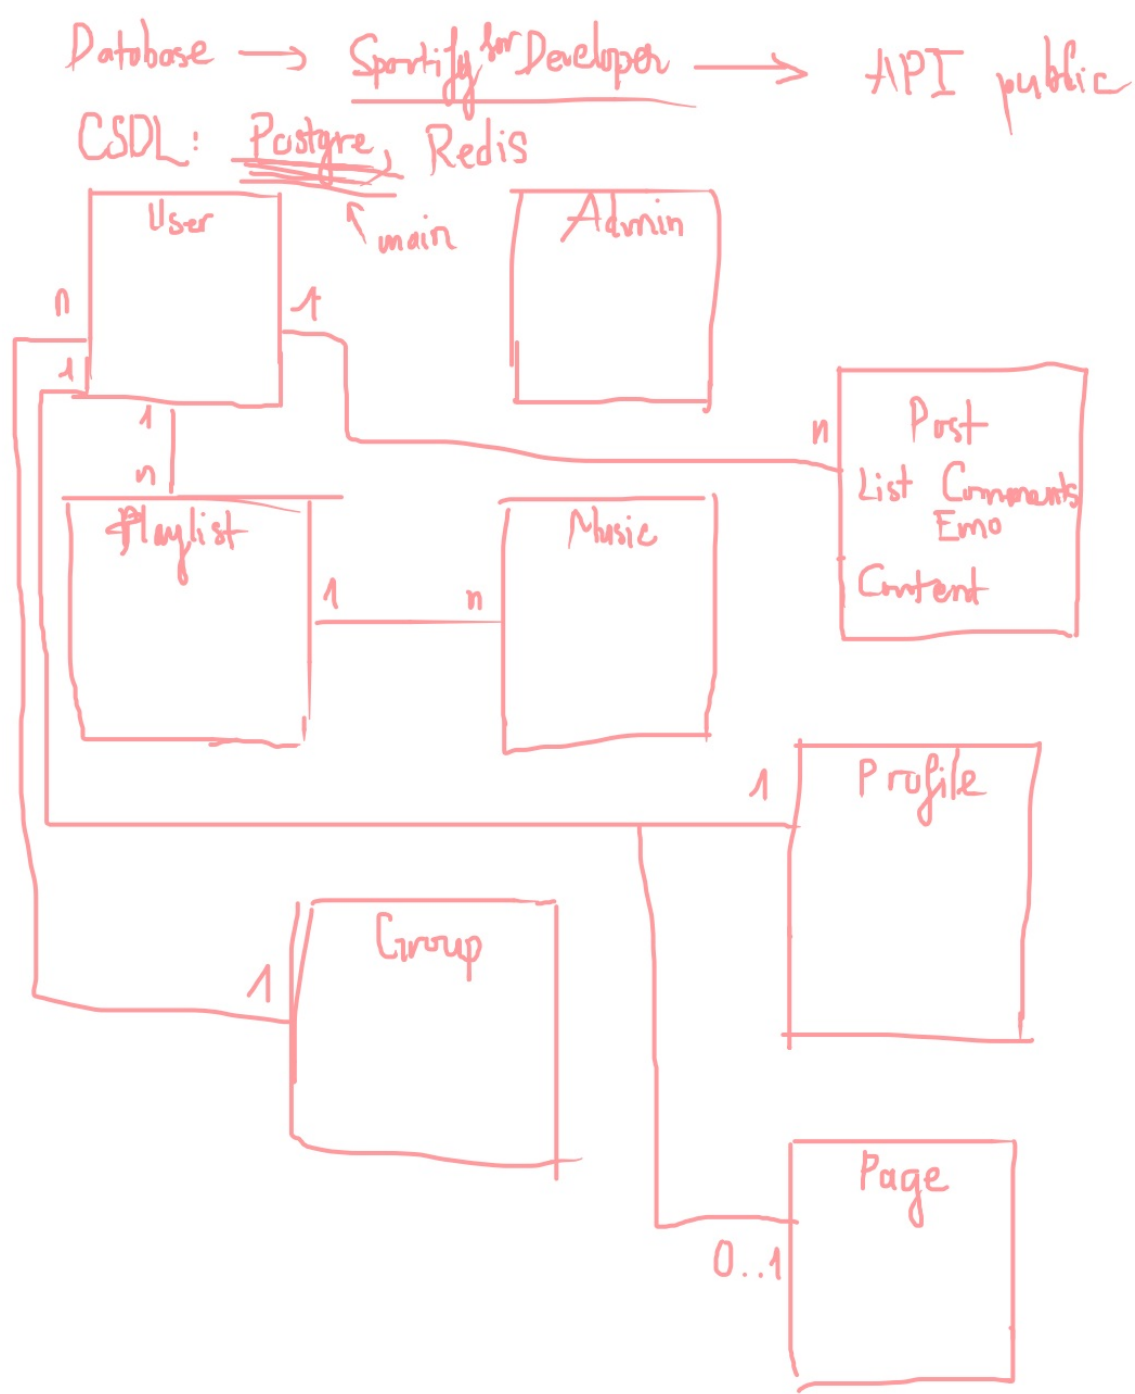 Database → Spotify for Developer → API public
CSDL: Postgre, Redis
main
User
Admin
n
1
1
1
n
n
Post
List Comments
Emo
Content
Playlist
Music
1
n
1
Profile
Group
1
Page
0..1